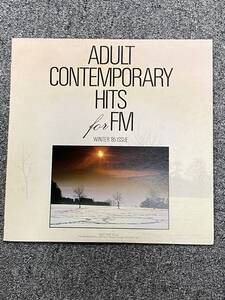 ADULT
CONTEMPORARY
HITS
for FM
WINTER '85 ISSUE